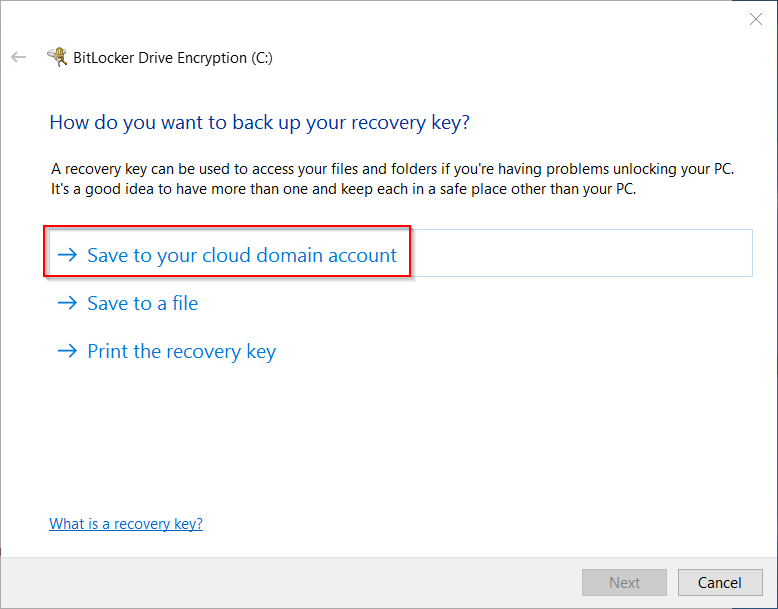 BitLocker Drive Encryption (C:)
How do you want to back up your recovery key?
A recovery key can be used to access your files and folders if you're having problems unlocking your PC.
It's a good idea to have more than one and keep each in a safe place other than your PC.
Save to your cloud domain account
Save to a file
Print the recovery key
What is a recovery key?
Next
Cancel